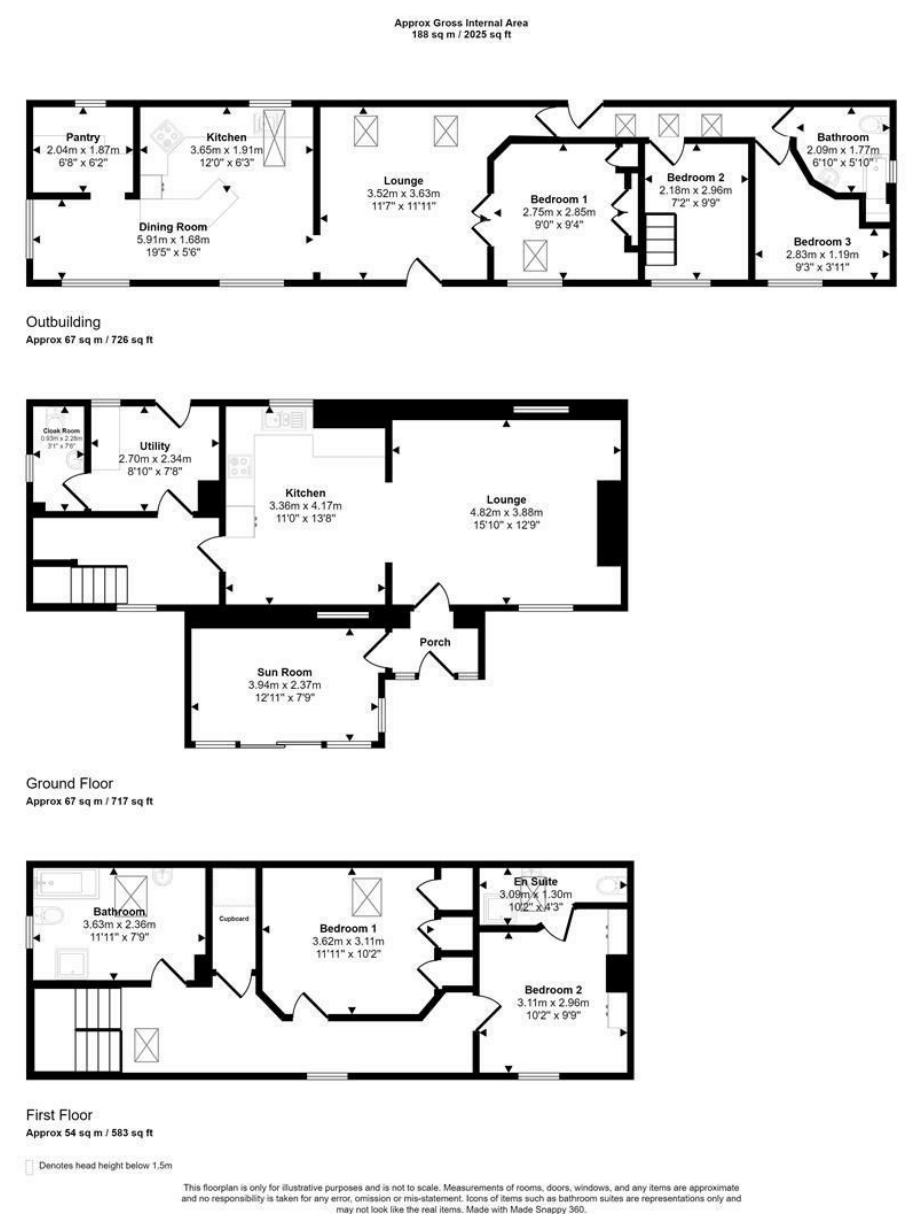 Approx Gross Internal Area
188 sq m / 2025 sq ft
Pantry
2.04m x 1.87m
6'8" x 6'2"
Kitchen
3.65m x 1.91m
12'0" x 6'3"
Lounge
3.52m x 3.63m
11'7" x 11'11"
Dining Room
5.91m x 1.68m
19'5" x 5'6"
Bedroom 1
2.75m x 2.85m
9'0" x 9'4"
Bedroom 2
2.18m x 2.96m
7'2" x 9'9"
Bathroom
2.09m x 1.77m
6'10" x 5'10"
Bedroom 3
2.83m x 1.19m
9'3" x 3'11"
Outbuilding
Approx 67 sq m / 726 sq ft
Cloak Room
0.93m x 2.28m
3'1" x 7'6"
Utility
2.70m x 2.34m
8'10" x 7'8"
Kitchen
3.36m x 4.17m
11'0" x 13'8"
Lounge
4.82m x 3.88m
15'10" x 12'9"
Porch
Sun Room
3.94m x 2.37m
12'11" x 7'9"
Ground Floor
Approx 67 sq m / 717 sq ft
Bathroom
3.63m x 2.36m
11'11" x 7'9"
Cupboard
Bedroom 1
3.62m x 3.11m
11'11" x 10'2"
En Suite
3.09m x 1.30m
10'2" x 4'3"
Bedroom 2
3.11m x 2.96m
10'2" x 9'9"
First Floor
Approx 54 sq m / 583 sq ft
Denotes head height below 1.5m
This floorplan is only for illustrative purposes and is not to scale. Measurements of rooms, doors, windows, and any items are approximate
and no responsibility is taken for any error, omission or mis-statement. Icons of items such as bathroom suites are representations only and
may not look like the real items. Made with Made Snappy 360.